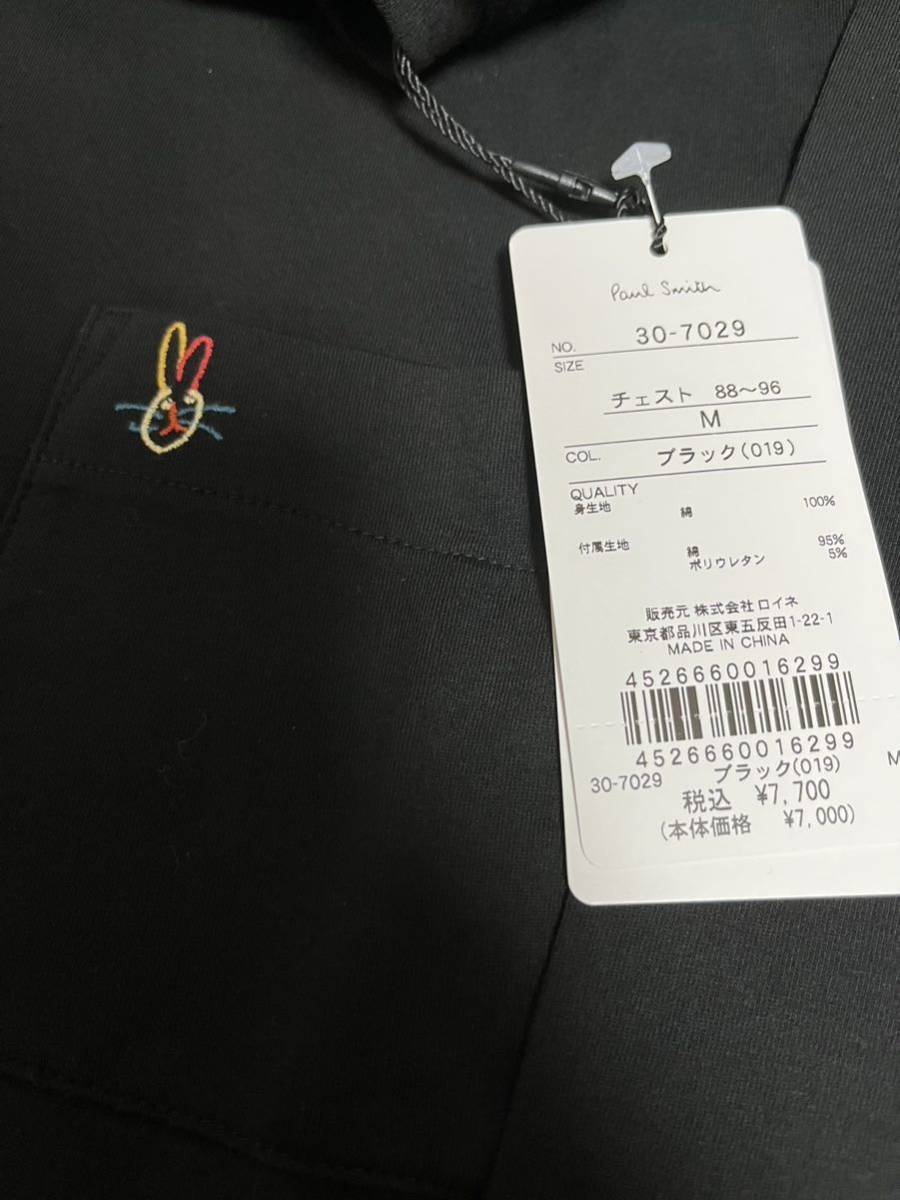 Paul Smith
NO. 30-7029
SIZE
チェスト 88～96
M
COL. ブラック(019)
QUALITY
身生地 綿 100%
付属生地 綿 95%
ポリウレタン 5%
販売元 株式会社 ロイネ
東京都品川区東五反田1-22-1
MADE IN CHINA
4526660016299
4526660016299
30-7029 ブラック(019) M
税込 ¥7,700
(本体価格 ¥7,000)